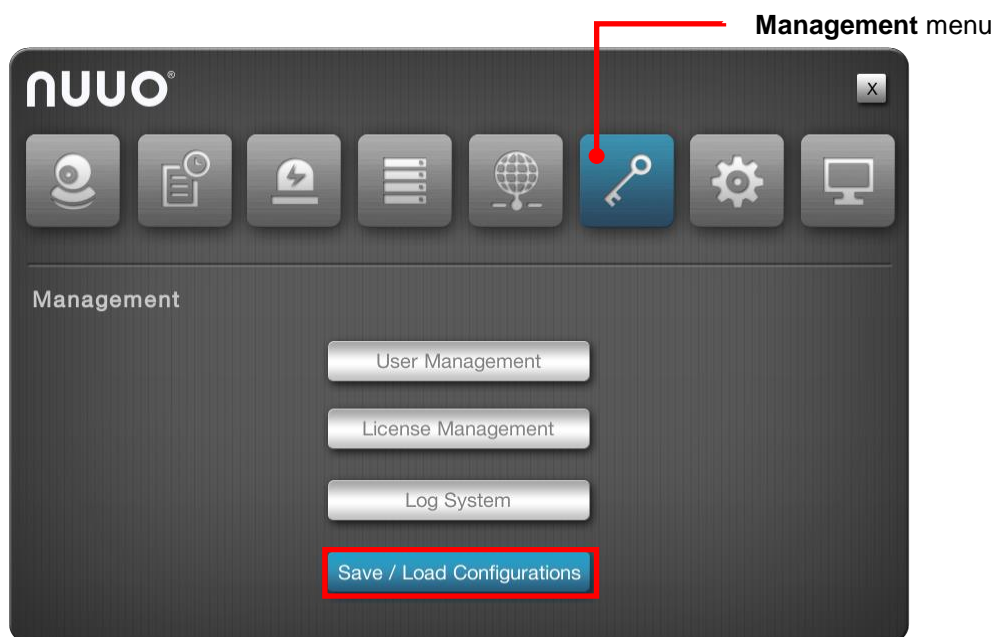 Management menu
nuuo®
X
Management
User Management
License Management
Log System
Save / Load Configurations